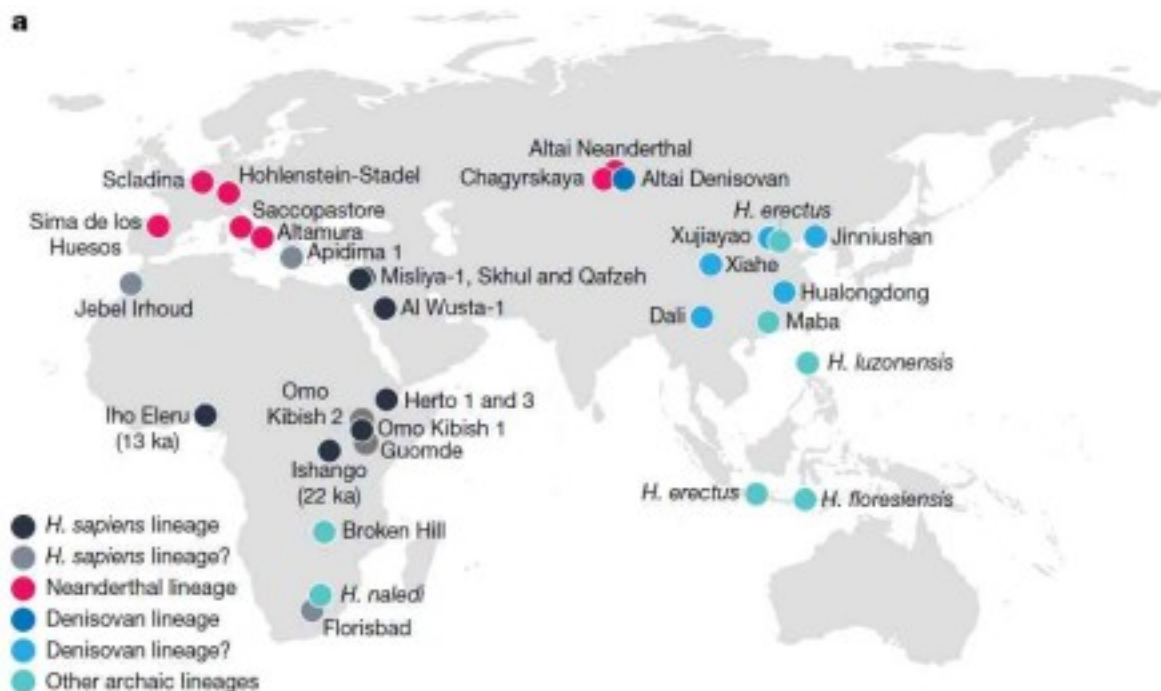 a
Altai Neanderthal
Scladina
Hohlenstein-Stadel
Chagyrskaya
Altai Denisovan
Sima de los
Huesos
Saccopastore
Altamura
Apidima 1
H. erectus
Xujiayao
Jinniushan
Xiahe
Misliya-1, Skhul and Qafzeh
Jebel Irhoud
Al Wusta-1
Hualongdong
Dali
Maba
H. luzonensis
Omo
Kibish 2
Herto 1 and 3
Iho Eleru
(13 ka)
Omo Kibish 1
Guomde
Ishango
(22 ka)
H. erectus
H. floresiensis
Broken Hill
H. naledi
Florisbad
H. sapiens lineage
H. sapiens lineage?
Neanderthal lineage
Denisovan lineage
Denisovan lineage?
Other archaic lineages